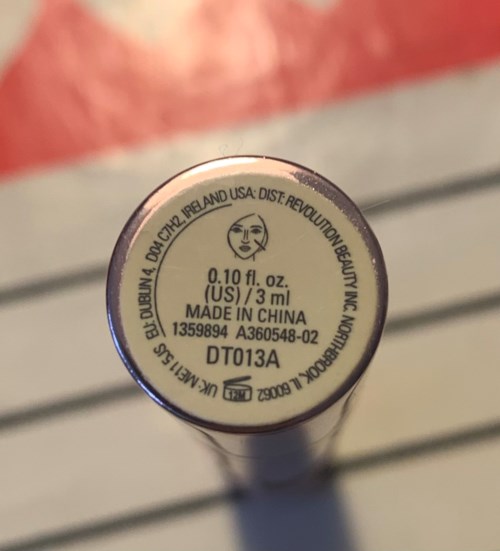 UK: ME11 5JS EU: DUBLIN 4, D04 C7H2, IRELAND USA: DIST: REVOLUTION BEAUTY INC. NORTHBROOK, IL 60062
0.10 fl. oz.
(US) / 3 ml
MADE IN CHINA
1359894 A360548-02
DT013A
12M